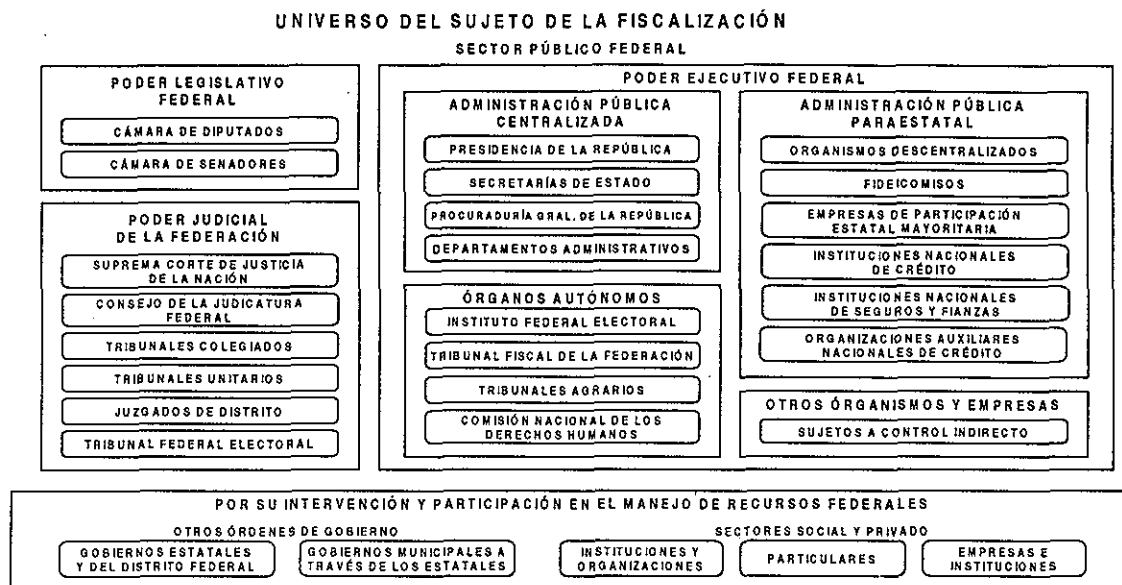 UNIVERSO DEL SUJETO DE LA FISCALIZACIÓN
SECTOR PÚBLICO FEDERAL
PODER LEGISLATIVO
FEDERAL
CÁMARA DE DIPUTADOS
CÁMARA DE SENADORES
PODER JUDICIAL
DE LA FEDERACIÓN
SUPREMA CORTE DE JUSTICIA
DE LA NACIÓN
CONSEJO DE LA JUDICATURA
FEDERAL
TRIBUNALES COLEGIADOS
TRIBUNALES UNITARIOS
JUZGADOS DE DISTRITO
TRIBUNAL FEDERAL ELECTORAL
PODER EJECUTIVO FEDERAL
ADMINISTRACIÓN PÚBLICA
CENTRALIZADA
PRESIDENCIA DE LA REPÚBLICA
SECRETARÍAS DE ESTADO
PROCURADURÍA GRAL. DE LA REPÚBLICA
DEPARTAMENTOS ADMINISTRATIVOS
ÓRGANOS AUTÓNOMOS
INSTITUTO FEDERAL ELECTORAL
TRIBUNAL FISCAL DE LA FEDERACIÓN
TRIBUNALES AGRARIOS
COMISIÓN NACIONAL DE LOS
DERECHOS HUMANOS
ADMINISTRACIÓN PÚBLICA
PARAESTATAL
ORGANISMOS DESCENTRALIZADOS
FIDEICOMISOS
EMPRESAS DE PARTICIPACIÓN
ESTATAL MAYORITARIA
INSTITUCIONES NACIONALES
DE CRÉDITO
INSTITUCIONES NACIONALES
DE SEGUROS Y FIANZAS
ORGANIZACIONES AUXILIARES
NACIONALES DE CRÉDITO
OTROS ÓRGANISMOS Y EMPRESAS
SUJETOS A CONTROL INDIRECTO
POR SU INTERVENCIÓN Y PARTICIPACIÓN EN EL MANEJO DE RECURSOS FEDERALES
OTROS ÓRDENES DE GOBIERNO
GOBIERNOS ESTATALES
Y DEL DISTRITO FEDERAL
GOBIERNOS MUNICIPALES A
TRAVÉS DE LOS ESTATALES
SECTORES SOCIAL Y PRIVADO
INSTITUCIONES Y
ORGANIZACIONES
PARTICULARES
EMPRESAS E
INSTITUCIONES